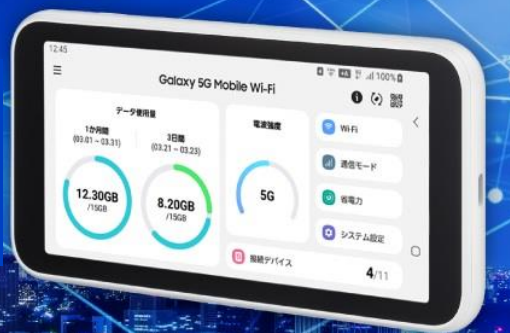 12:45
100%
Galaxy 5G Mobile Wi-Fi
データ使用量
1か月間
(03.01 ~ 03.31)
12.30GB
/15GB
3日間
(03.21 ~ 03.23)
8.20GB
/15GB
電波強度
5G
Wi-Fi
通信モード
省電力
システム設定
接続デバイス
4/11